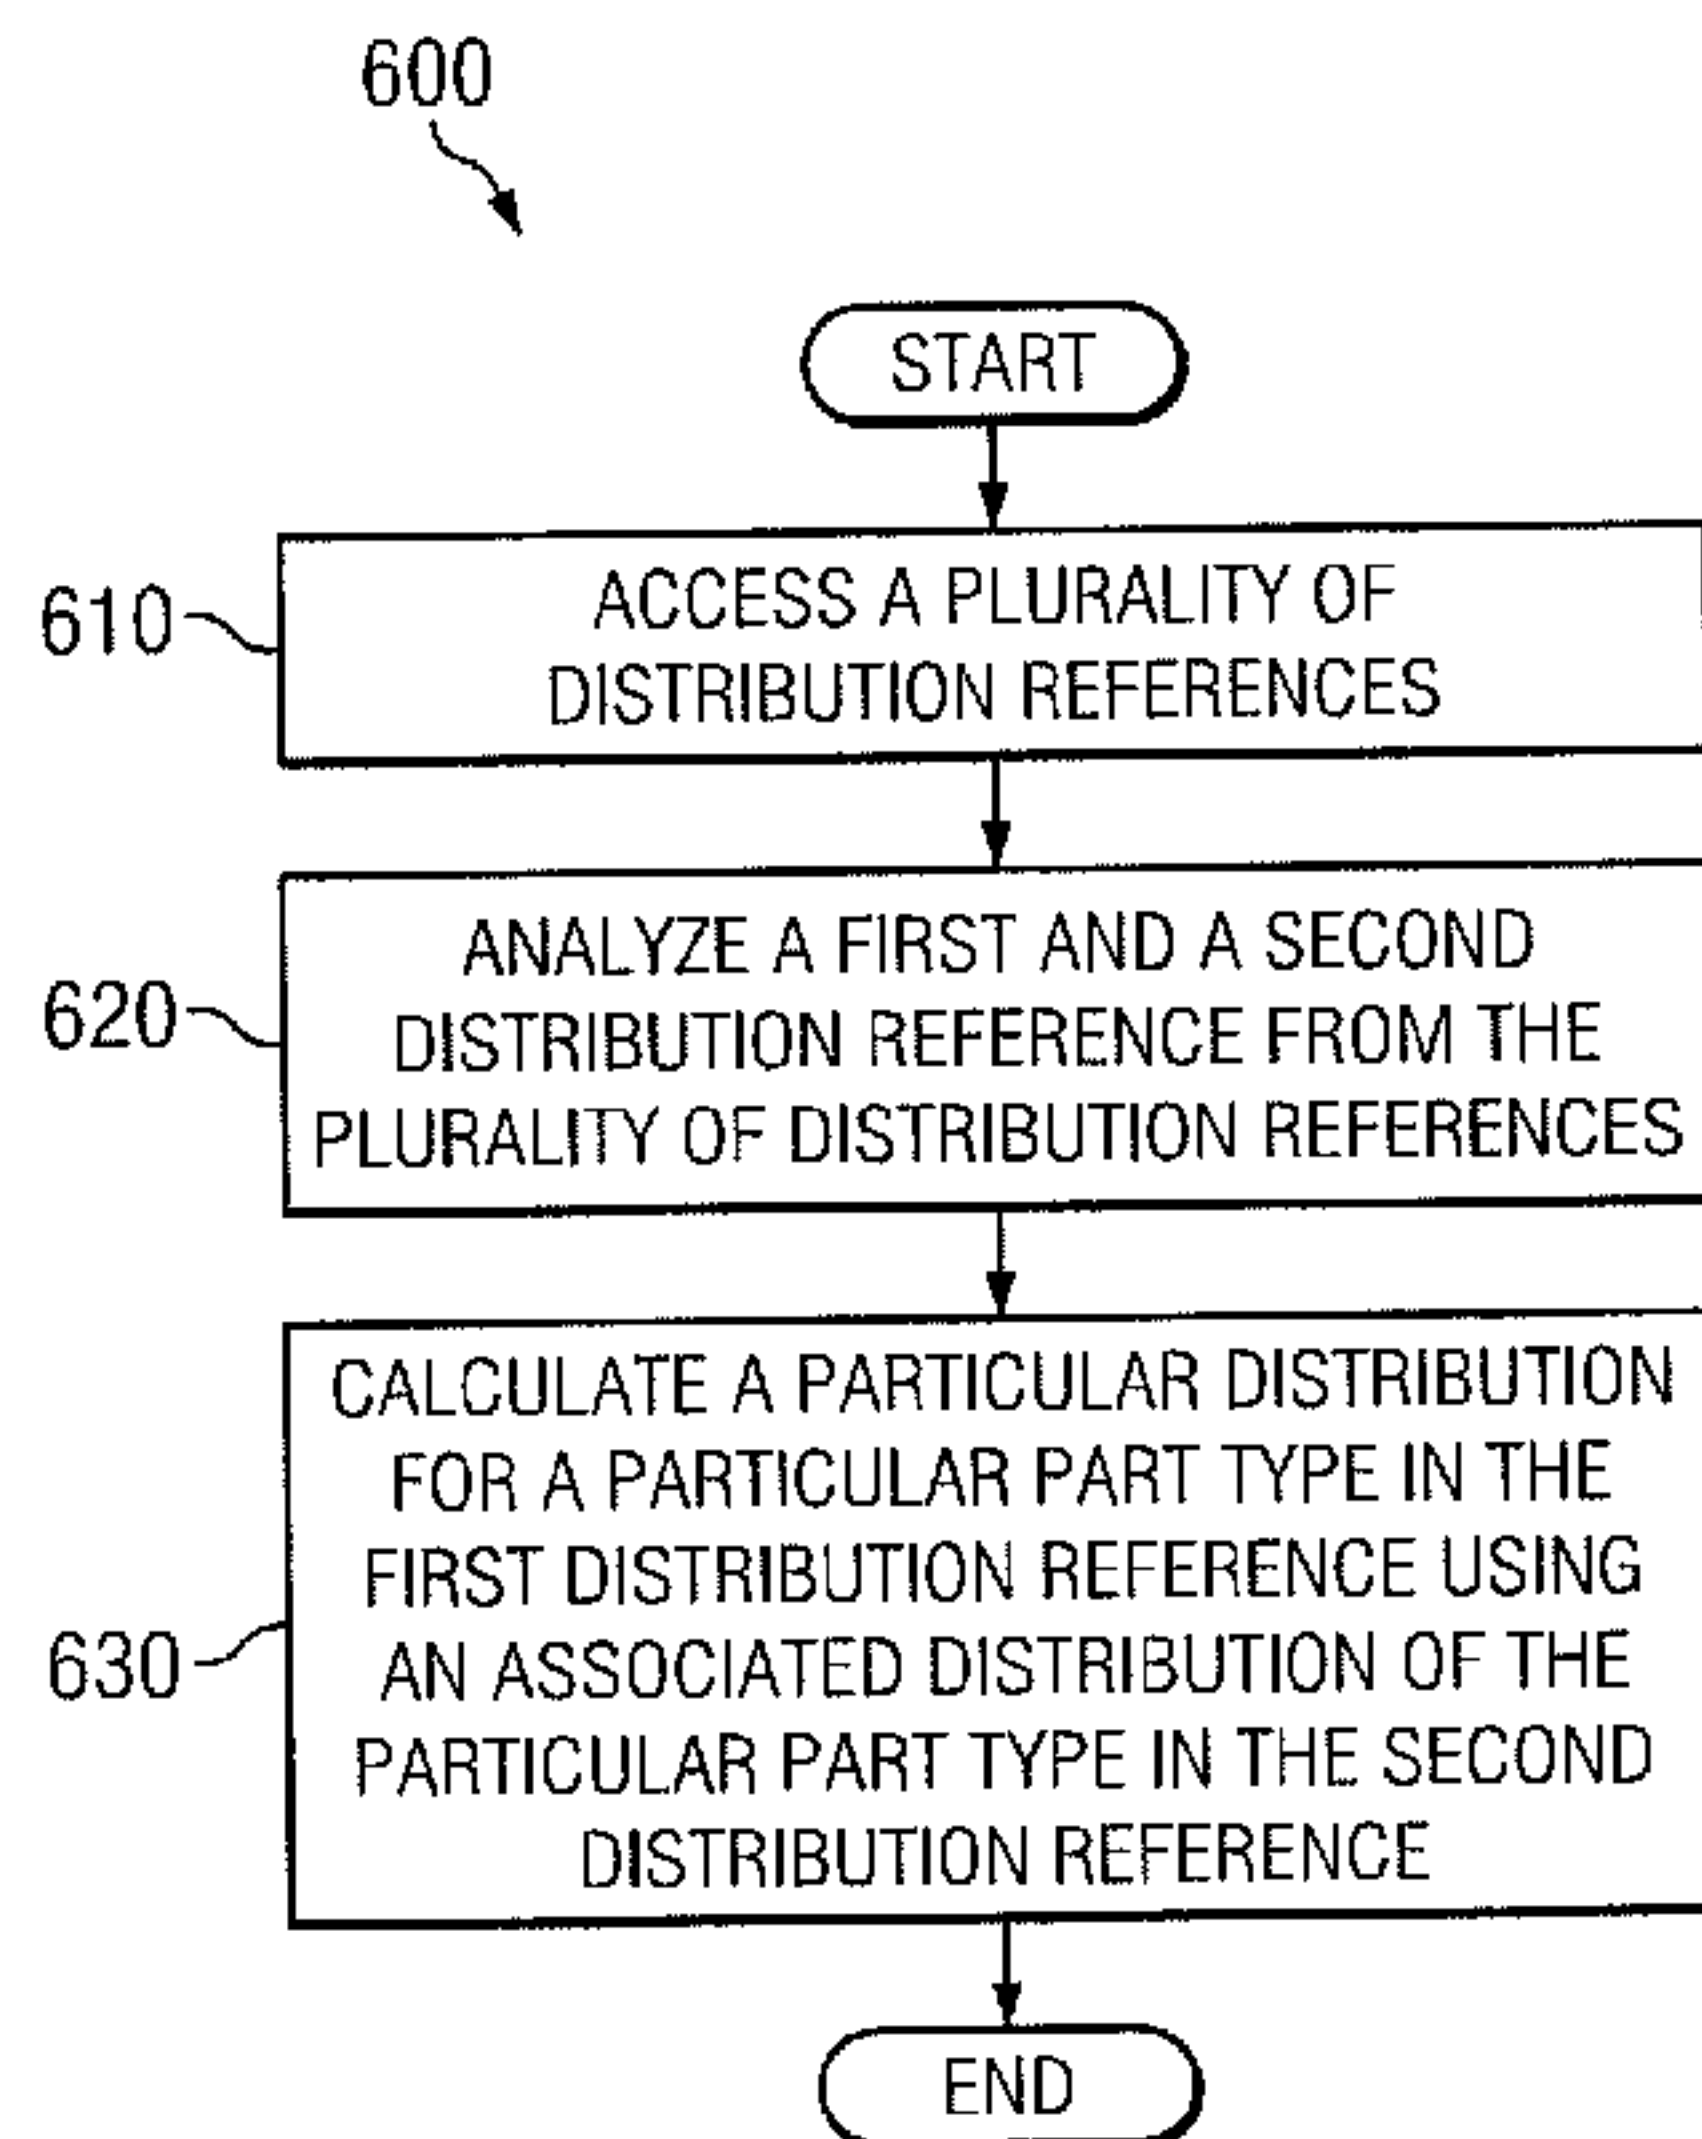 600
START
610
ACCESS A PLURALITY OF
DISTRIBUTION REFERENCES
620
ANALYZE A FIRST AND A SECOND
DISTRIBUTION REFERENCE FROM THE
PLURALITY OF DISTRIBUTION REFERENCES
630
CALCULATE A PARTICULAR DISTRIBUTION
FOR A PARTICULAR PART TYPE IN THE
FIRST DISTRIBUTION REFERENCE USING
AN ASSOCIATED DISTRIBUTION OF THE
PARTICULAR PART TYPE IN THE SECOND
DISTRIBUTION REFERENCE
END